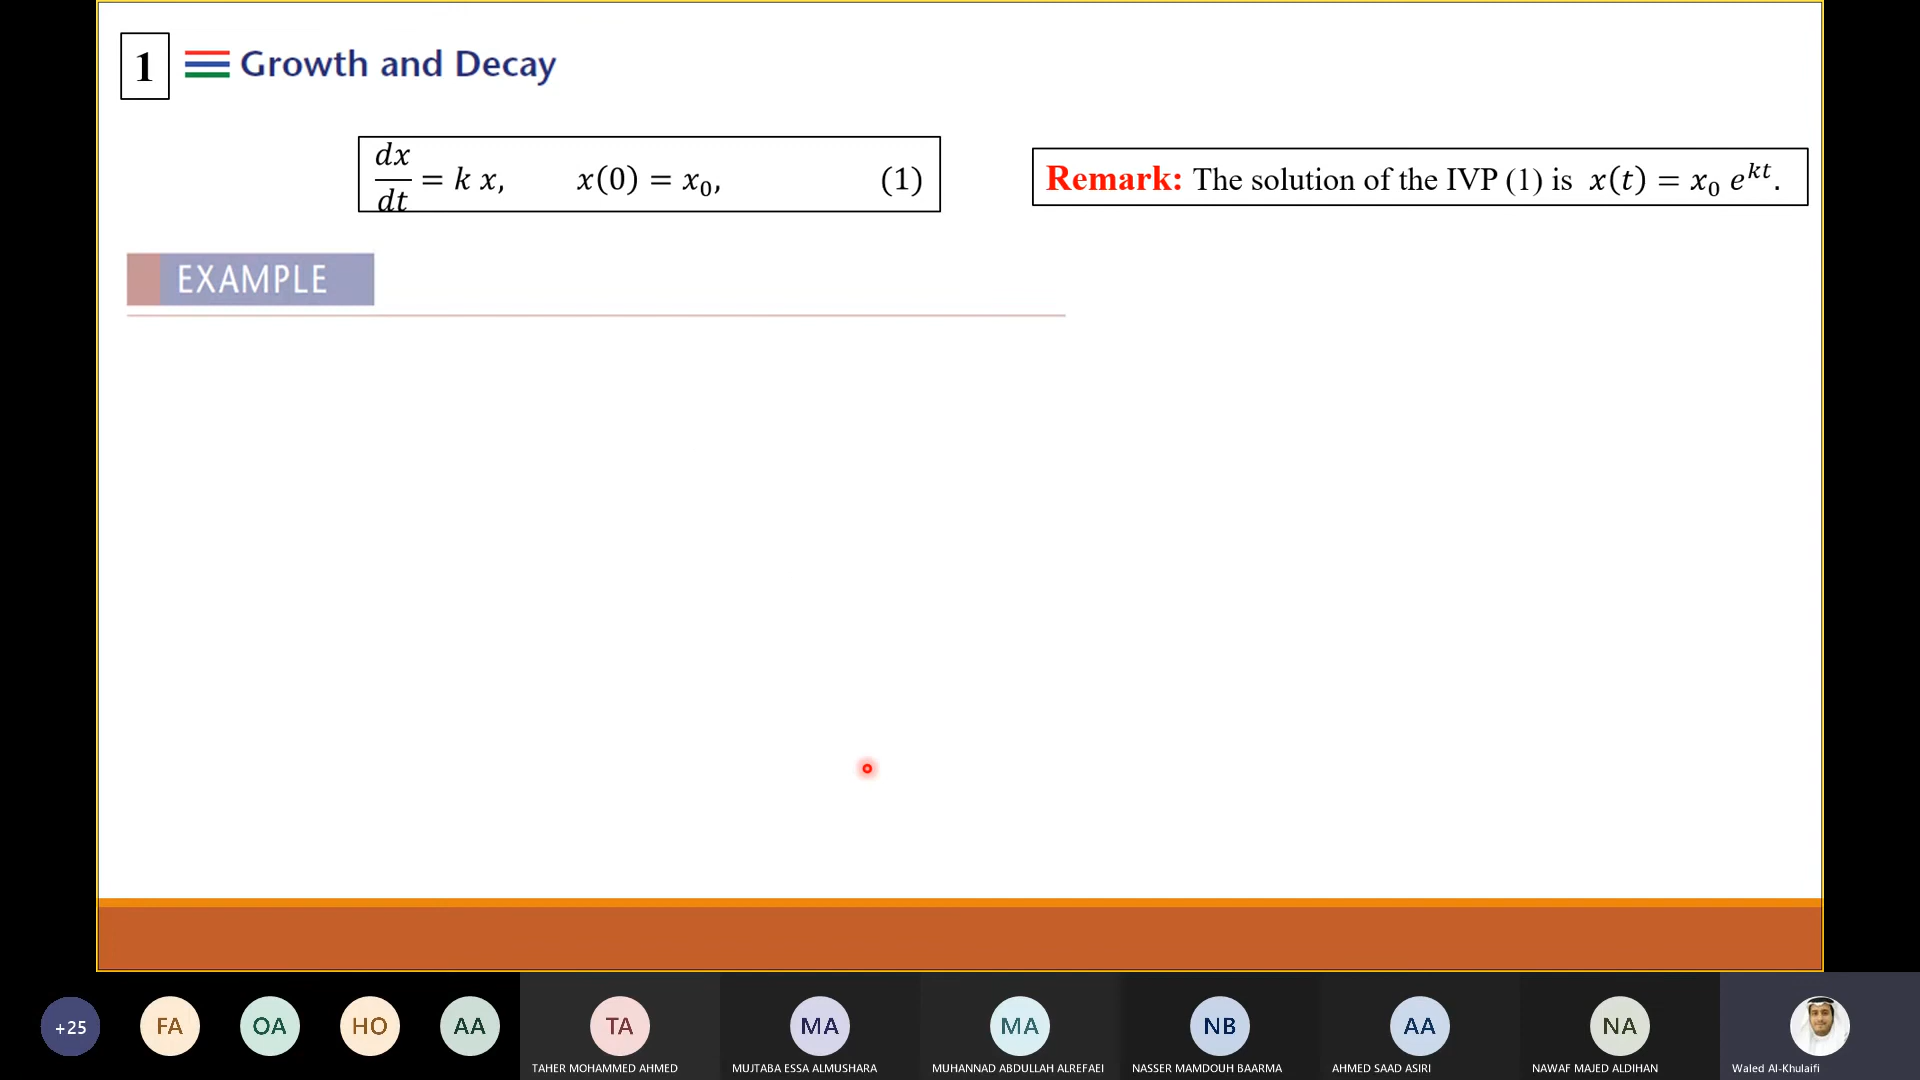 1 Growth and Decay
dx/dt = k x, x(0) = x₀, (1)
Remark: The solution of the IVP (1) is x(t) = x₀ e^{kt}.
EXAMPLE
+25 FA OA HO AA TA MA MA NB AA NA
TAHER MOHAMMED AHMED MUJTABA ESSA ALMUSHARA MUHANNAD ABDULLAH ALREFAEI NASSER MAMDOUH BAARMA AHMED SAAD ASIRI NAWAF MAJED ALDIHAN Waled Al-Khulaifi